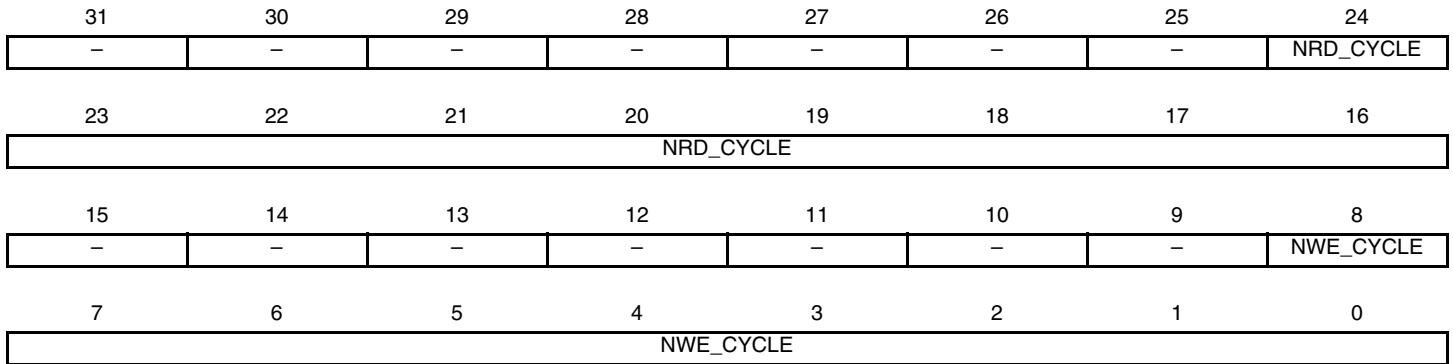 31 30 29 28 27 26 25 24
– – – – – – – NRD_CYCLE
23 22 21 20 19 18 17 16
NRD_CYCLE
15 14 13 12 11 10 9 8
– – – – – – – NWE_CYCLE
7 6 5 4 3 2 1 0
NWE_CYCLE